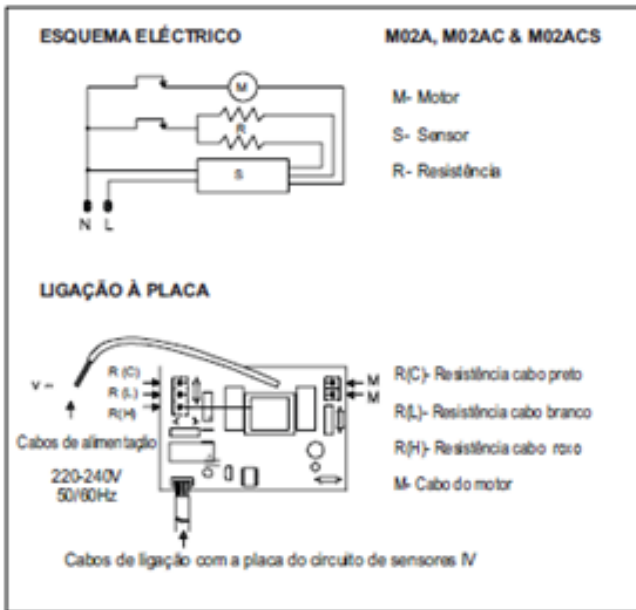 ESQUEMA ELÉCTRICO
M02A, M02AC & M02ACS
M
R
S
N L
M- Motor
S- Sensor
R- Resistência
LIGAÇÃO À PLACA
V ~
R (C)
R (L)
R(H)
M
M
Cabos de alimentação
220-240V
50/60Hz
R(C)- Resistência cabo preto
R(L)- Resistência cabo branco
R(H)- Resistência cabo roxo
M- Cabo do motor
Cabos de ligação com a placa do circuito de sensores IV